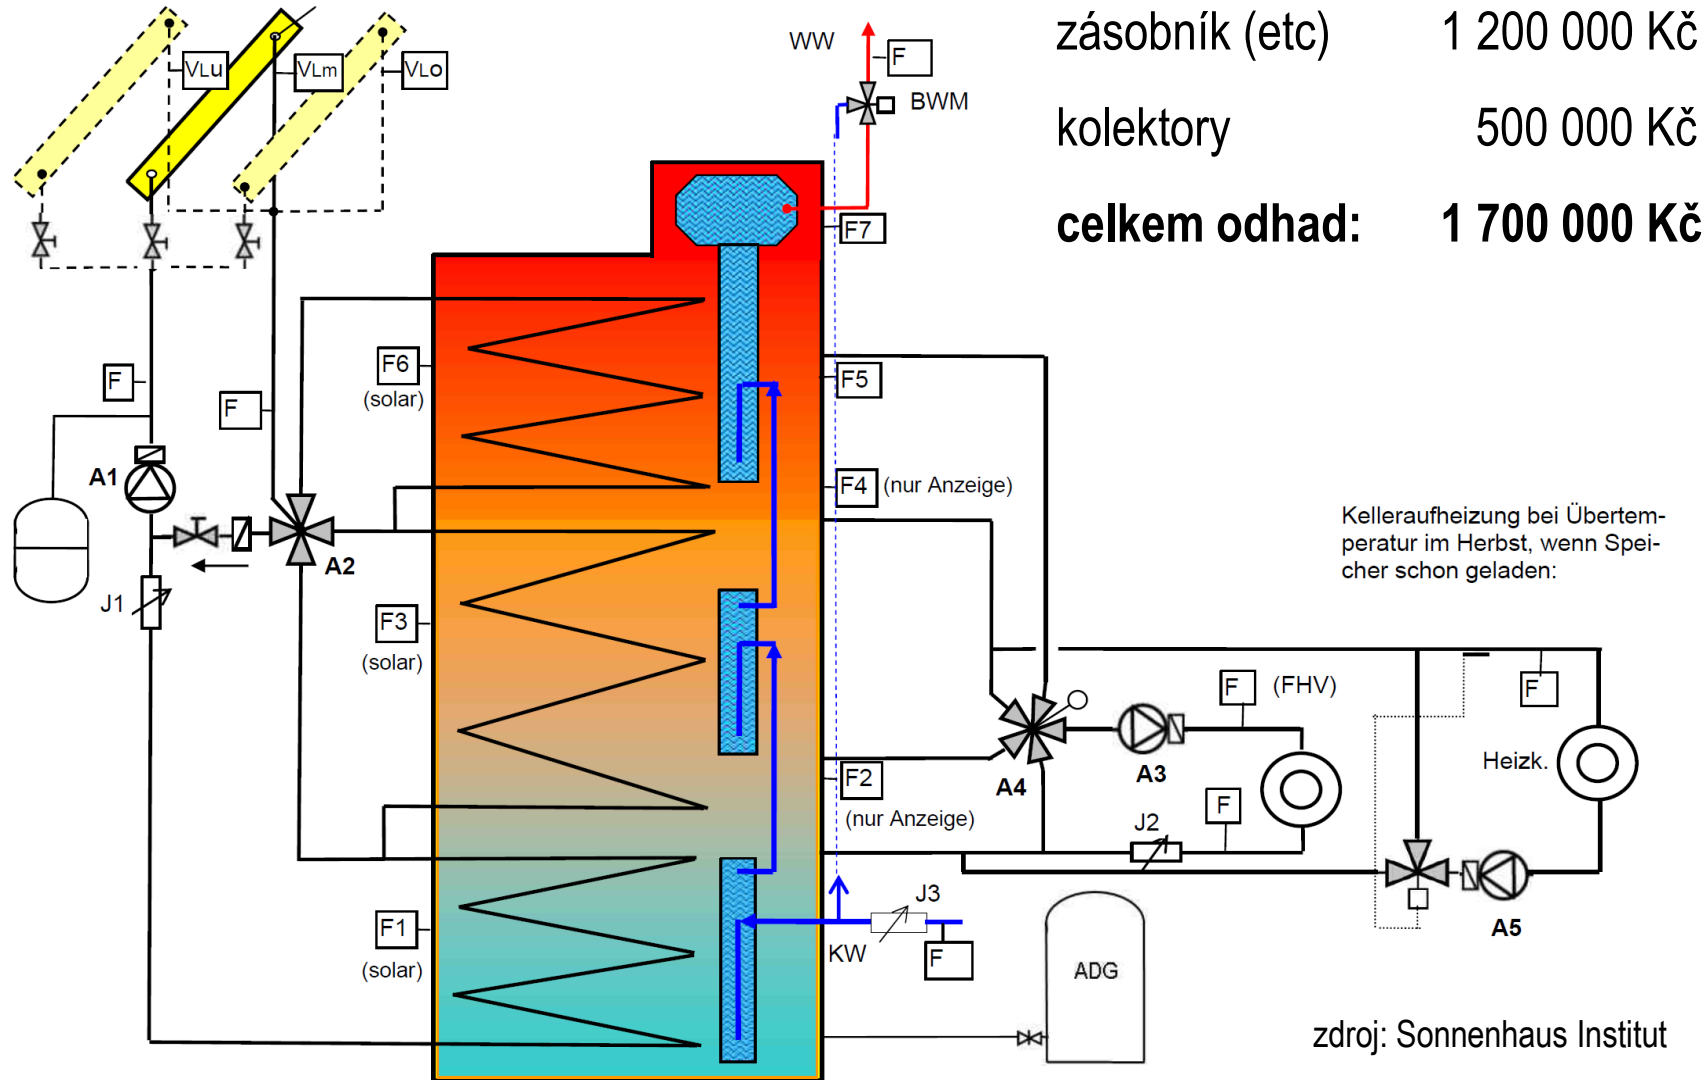 zásobník (etc) 1 200 000 Kč
kolektory 500 000 Kč
celkem odhad: 1 700 000 Kč
VLu
VLm
VLo
WW
F
BWM
F7
F6
(solar)
F5
F
F
A1
F4 (nur Anzeige)
A2
J1
F3
(solar)
Kelleraufheizung bei Übertem-
peratur im Herbst, wenn Spei-
cher schon geladen:
F (FHV)
F
Heizk.
A3
A4
F2
(nur Anzeige)
F
J2
J3
F1
(solar)
KW
F
A5
ADG
zdroj: Sonnenhaus Institut